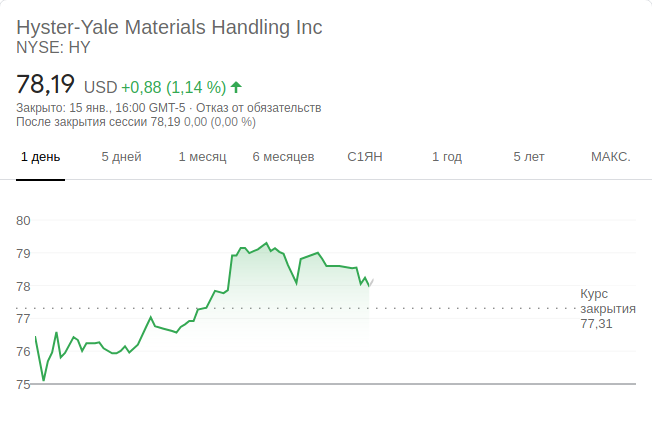 Hyster-Yale Materials Handling Inc
NYSE: HY
78,19 USD +0,88 (1,14 %)
Закрыто: 15 янв., 16:00 GMT-5 · Отказ от обязательств
После закрытия сессии 78,19 0,00 (0,00 %)
1 день 5 дней 1 месяц 6 месяцев С1ЯН 1 год 5 лет МАКС.
80
79
78
Курс
закрытия
77,31
77
76
75